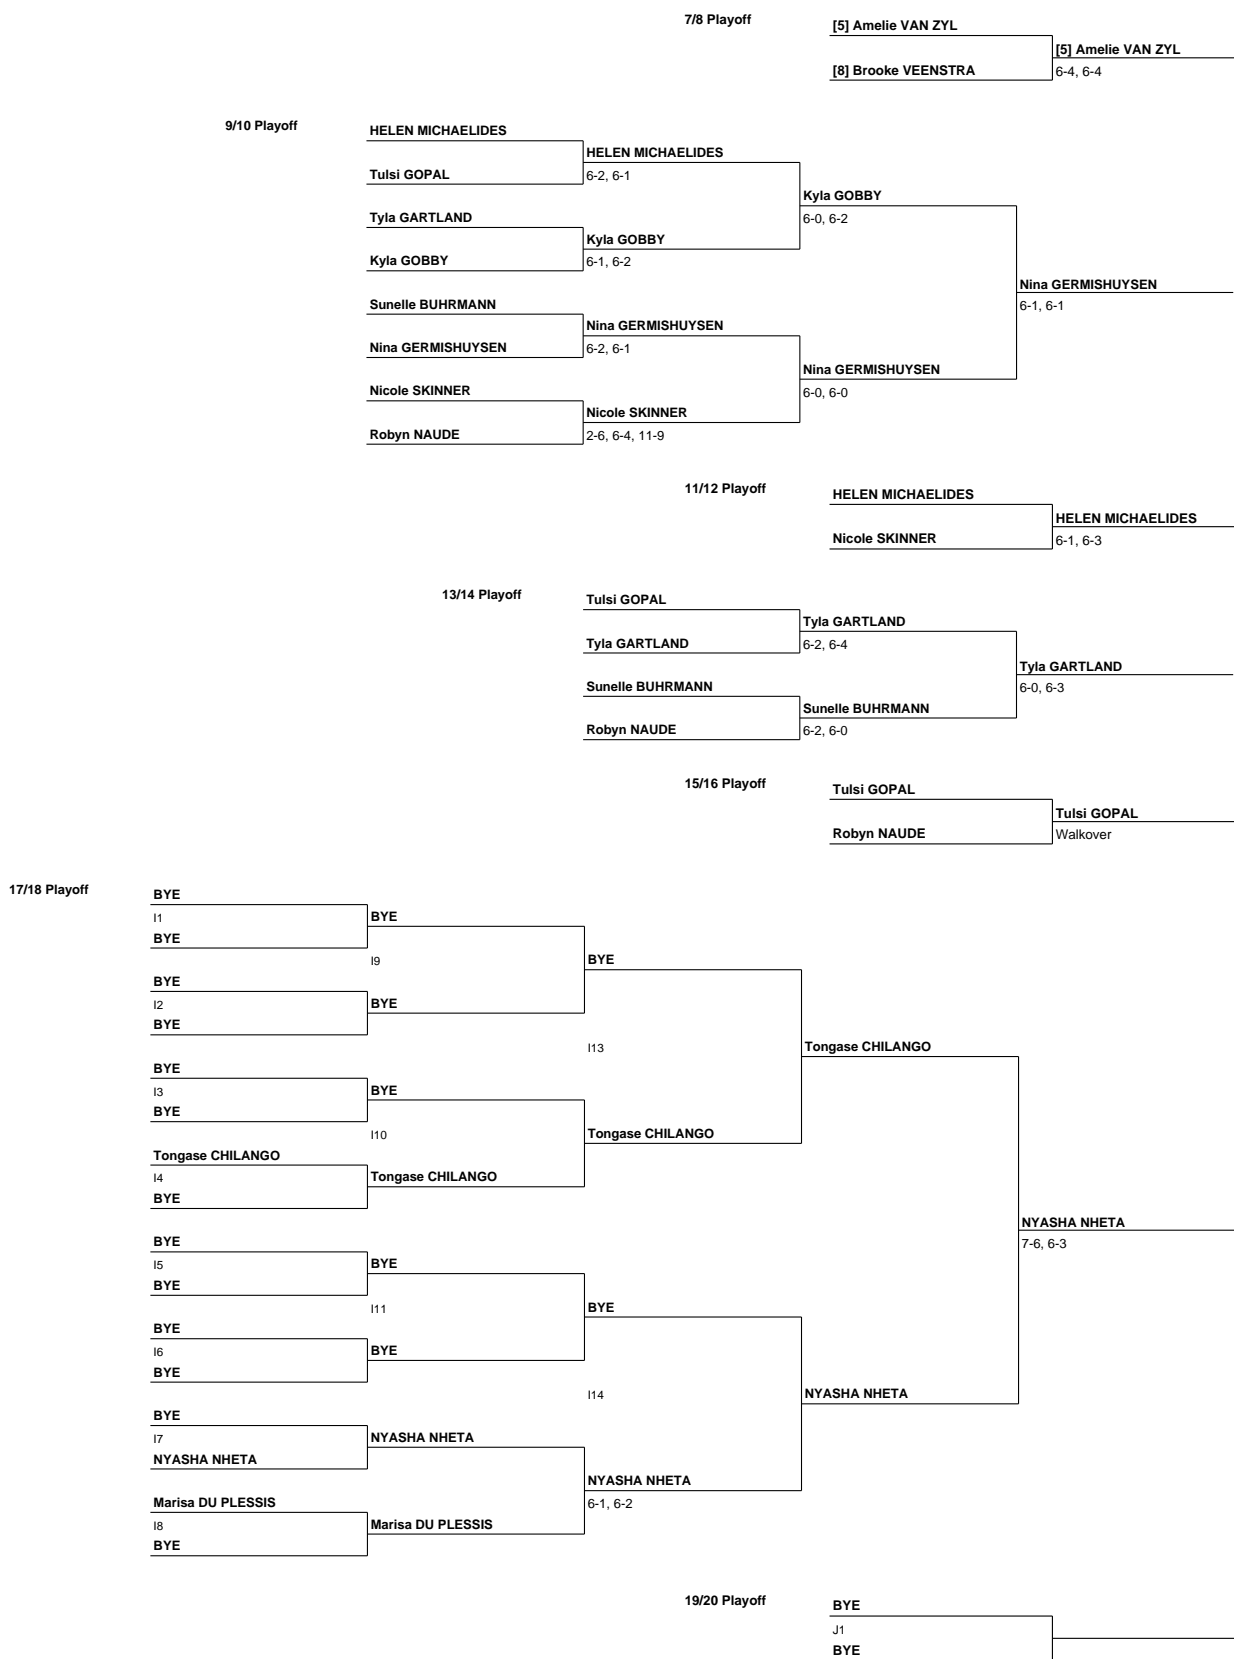 7/8 Playoff
[5] Amelie VAN ZYL
[5] Amelie VAN ZYL
[8] Brooke VEENSTRA
6-4, 6-4
9/10 Playoff
HELEN MICHAELIDES
HELEN MICHAELIDES
Tulsi GOPAL
6-2, 6-1
Kyla GOBBY
Tyla GARTLAND
6-0, 6-2
Kyla GOBBY
Kyla GOBBY
6-1, 6-2
Nina GERMISHUYSEN
Sunelle BUHRMANN
6-1, 6-1
Nina GERMISHUYSEN
Nina GERMISHUYSEN
6-2, 6-1
Nina GERMISHUYSEN
Nicole SKINNER
6-0, 6-0
Nicole SKINNER
Robyn NAUDE
2-6, 6-4, 11-9
11/12 Playoff
HELEN MICHAELIDES
HELEN MICHAELIDES
Nicole SKINNER
6-1, 6-3
13/14 Playoff
Tulsi GOPAL
Tyla GARTLAND
Tyla GARTLAND
6-2, 6-4
Tyla GARTLAND
Sunelle BUHRMANN
6-0, 6-3
Sunelle BUHRMANN
Robyn NAUDE
6-2, 6-0
15/16 Playoff
Tulsi GOPAL
Tulsi GOPAL
Robyn NAUDE
Walkover
17/18 Playoff
BYE
I1
BYE
BYE
I9
BYE
BYE
I2
BYE
BYE
I13
Tongase CHILANGO
BYE
I3
BYE
BYE
I10
Tongase CHILANGO
Tongase CHILANGO
I4
Tongase CHILANGO
BYE
NYASHA NHETA
7-6, 6-3
BYE
I5
BYE
BYE
I11
BYE
BYE
I6
BYE
BYE
I14
NYASHA NHETA
BYE
I7
NYASHA NHETA
NYASHA NHETA
NYASHA NHETA
Marisa DU PLESSIS
6-1, 6-2
I8
Marisa DU PLESSIS
BYE
19/20 Playoff
BYE
J1
BYE